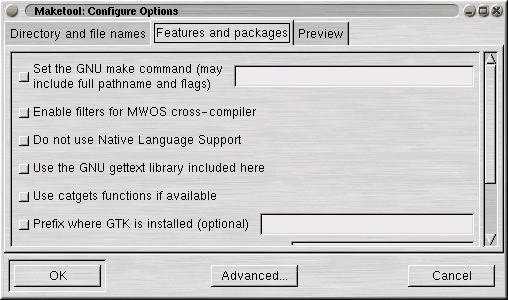 Maketool: Configure Options
Directory and file names Features and packages Preview
Set the GNU make command (may
include full pathname and flags)
Enable filters for MWOS cross-compiler
Do not use Native Language Support
Use the GNU gettext library included here
Use catgets functions if available
Prefix where GTK is installed (optional)
OK Advanced... Cancel